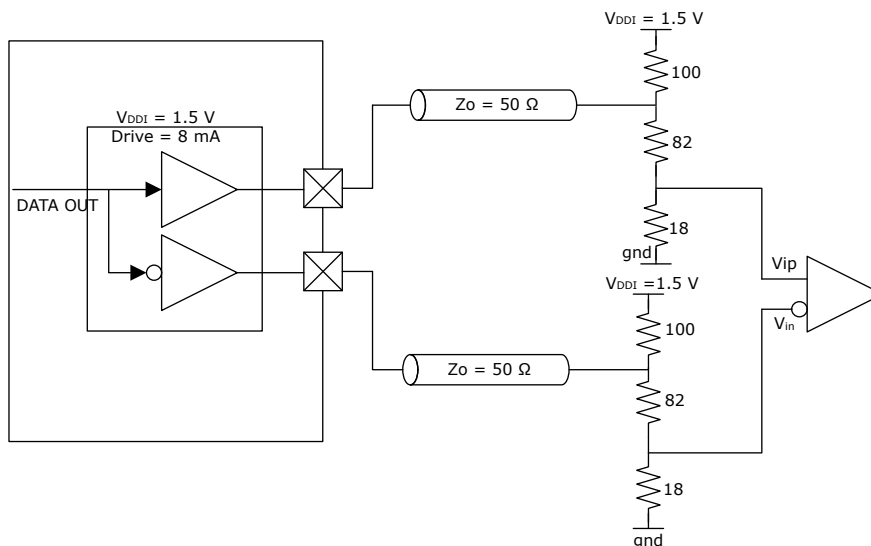 VDDI = 1.5 V
100
Zo = 50 Ω
VDDI = 1.5 V
Drive = 8 mA
82
DATA OUT
18
gnd
Vip
VDDI =1.5 V
Vin
100
Zo = 50 Ω
82
18
gnd